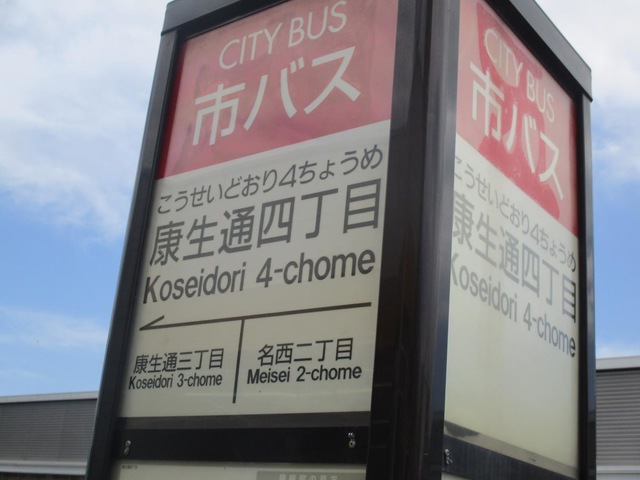 CITY BUS
市バス
こうせいどおり4ちょうめ
康生通四丁目
Koseidori 4-chome
康生通三丁目
Koseidori 3-chome
名西二丁目
Meisei 2-chome
CITY BUS
市バス
こうせいどおり4ちょうめ
康生通四丁目
Koseidori 4-chome